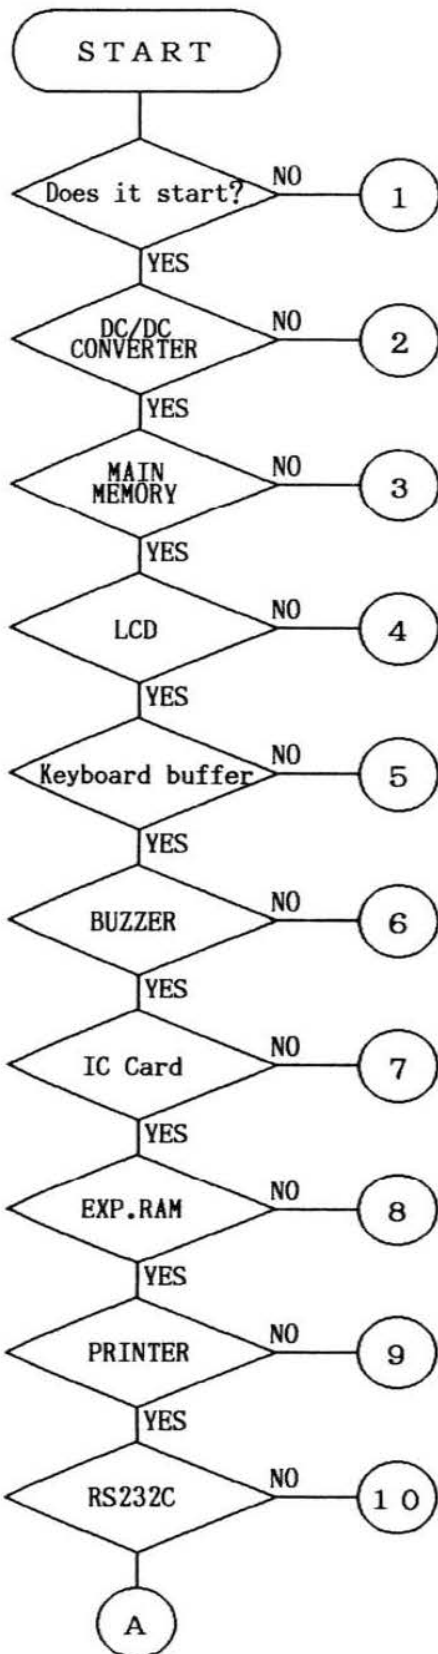 START
Does it start?
NO
1
YES
DC/DC
CONVERTER
NO
2
YES
MAIN
MEMORY
NO
3
YES
LCD
NO
4
YES
Keyboard buffer
NO
5
YES
BUZZER
NO
6
YES
IC Card
NO
7
YES
EXP.RAM
NO
8
YES
PRINTER
NO
9
YES
RS232C
NO
10
A